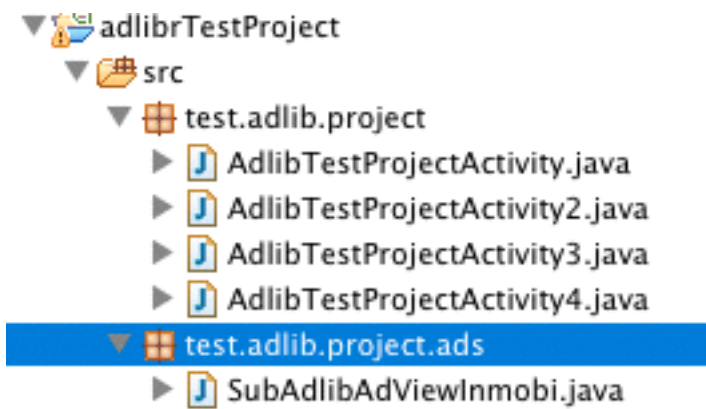 adlibrTestProject
src
test.adlib.project
J AdlibTestProjectActivity.java
J AdlibTestProjectActivity2.java
J AdlibTestProjectActivity3.java
J AdlibTestProjectActivity4.java
test.adlib.project.ads
J SubAdlibAdViewInmobi.java